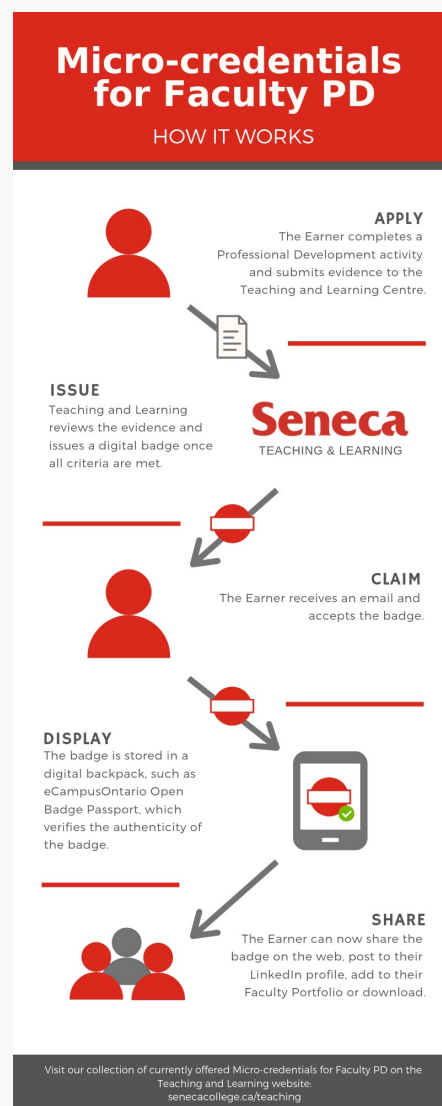 Micro-credentials
for Faculty PD
HOW IT WORKS
APPLY
The Earner completes a
Professional Development activity
and submits evidence to the
Teaching and Learning Centre.
ISSUE
Teaching and Learning
reviews the evidence and
issues a digital badge once
all criteria are met.
Seneca
TEACHING & LEARNING
CLAIM
The Earner receives an email and
accepts the badge.
DISPLAY
The badge is stored in a
digital backpack, such as
eCampusOntario Open
Badge Passport, which
verifies the authenticity of
the badge.
SHARE
The Earner can now share the
badge on the web, post to their
LinkedIn profile, add to their
Faculty Portfolio or download.
Visit our collection of currently offered Micro-credentials for Faculty PD on the
Teaching and Learning website:
senecacollege.ca/teaching